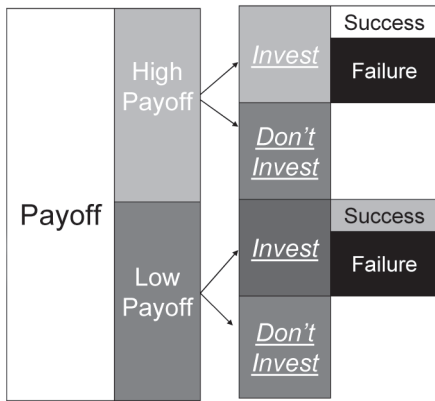 Payoff
High
Payoff
Low
Payoff
Invest
Don't
Invest
Invest
Don't
Invest
Success
Failure
Success
Failure